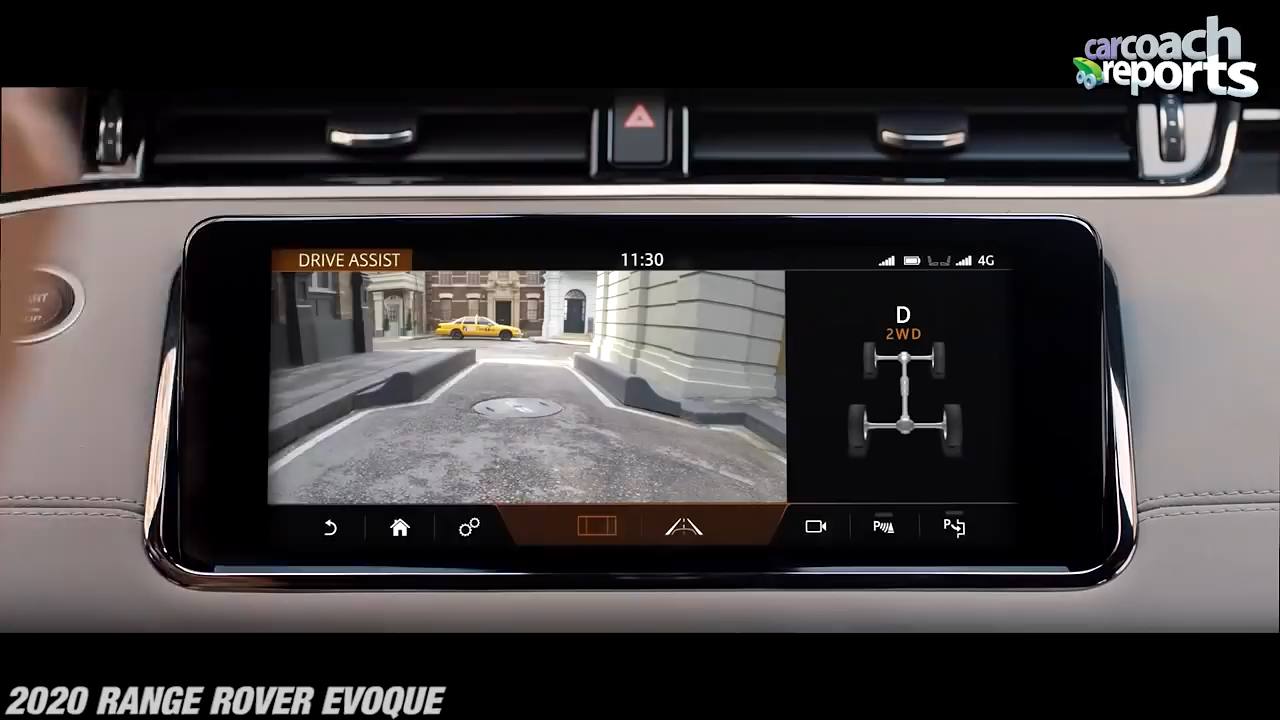 carcoach
reports
DRIVE ASSIST
11:30
4G
D
2WD
P
P
2020 RANGE ROVER EVOQUE